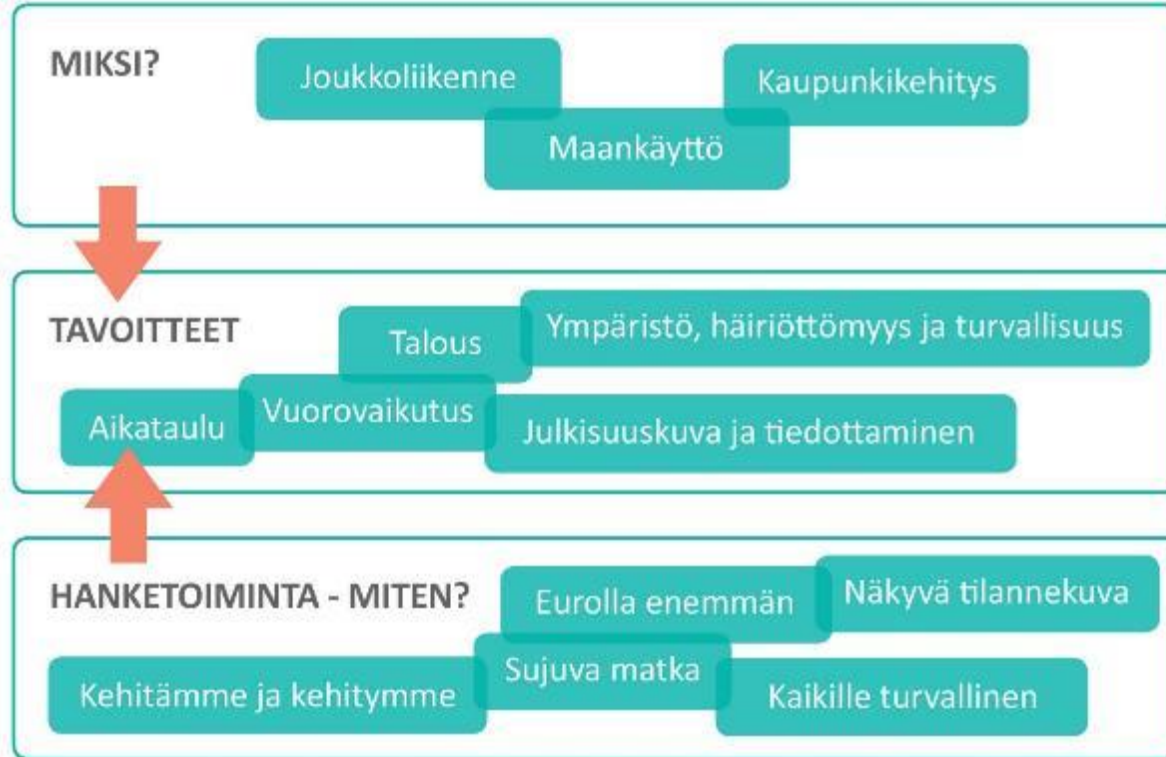 MIKSI?
Joukkoliikenne
Kaupunkikehitys
Maankäyttö
TAVOITTEET
Talous
Ympäristö, häiriöttömyys ja turvallisuus
Aikataulu
Vuorovaikutus
Julkisuuskuva ja tiedottaminen
HANKETOIMINTA - MITEN?
Eurolla enemmän
Näkyvä tilannekuva
Kehitämme ja kehitymme
Sujuva matka
Kaikille turvallinen